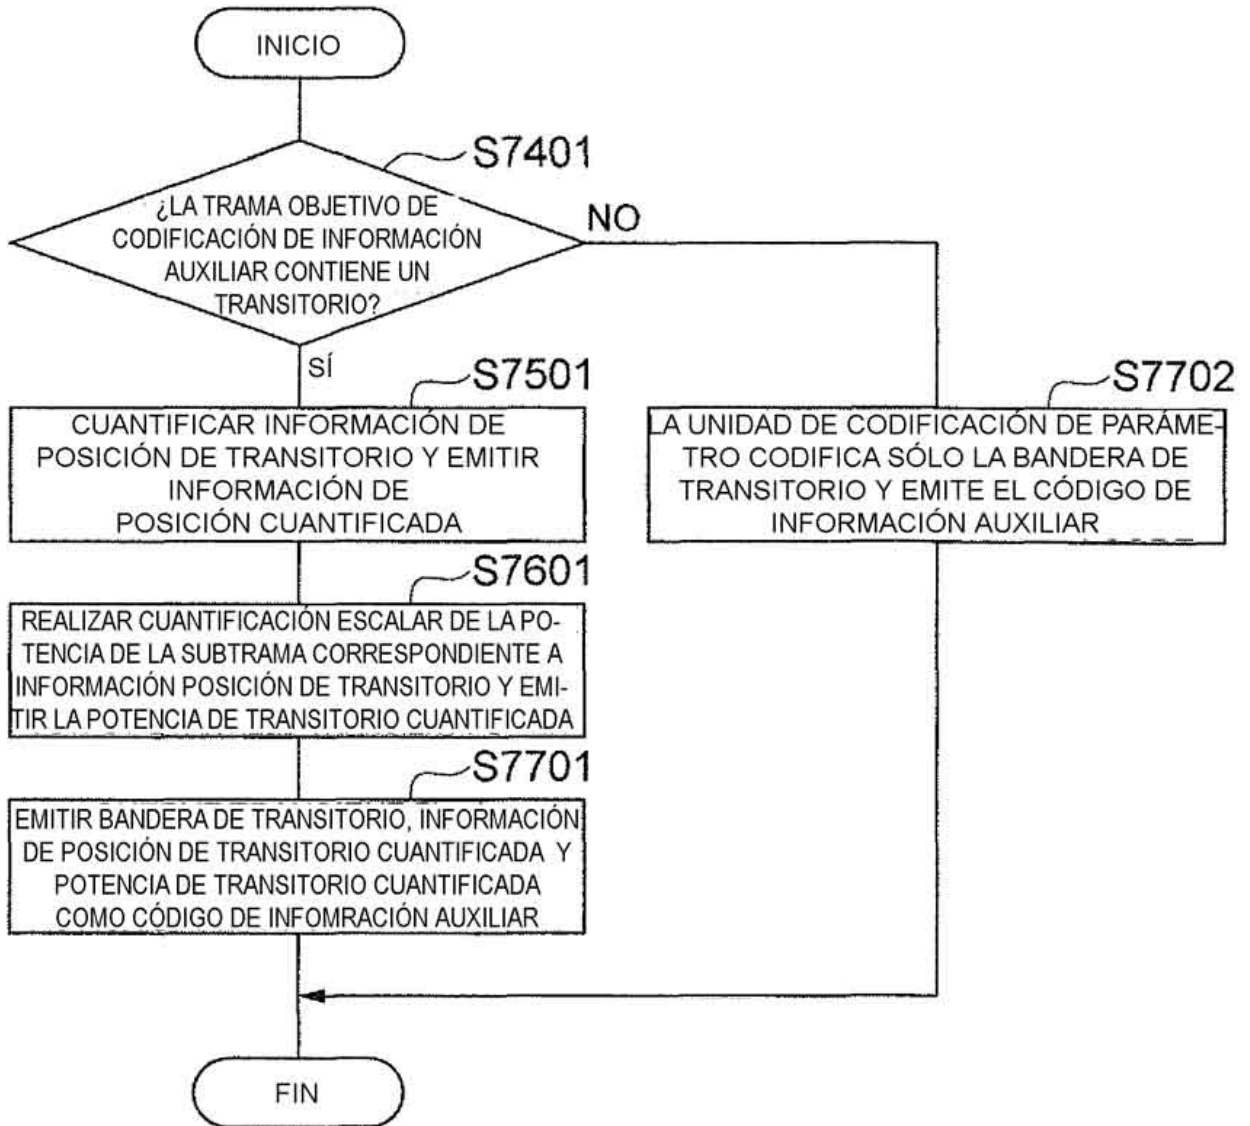 INICIO
S7401
¿LA TRAMA OBJETIVO DE
CODIFICACIÓN DE INFORMACIÓN
AUXILIAR CONTIENE UN
TRANSITORIO?
NO
SÍ
S7501
CUANTIFICAR INFORMACIÓN DE
POSICIÓN DE TRANSITORIO Y EMITIR
INFORMACIÓN DE
POSICIÓN CUANTIFICADA
S7702
LA UNIDAD DE CODIFICACIÓN DE PARÁME-
TRO CODIFICA SÓLO LA BANDERA DE
TRANSITORIO Y EMITE EL CÓDIGO DE
INFORMACIÓN AUXILIAR
S7601
REALIZAR CUANTIFICACIÓN ESCALAR DE LA PO-
TENCIA DE LA SUBTRAMA CORRESPONDIENTE A
INFORMACIÓN POSICIÓN DE TRANSITORIO Y EMI-
TIR LA POTENCIA DE TRANSITORIO CUANTIFICADA
S7701
EMITIR BANDERA DE TRANSITORIO, INFORMACIÓN
DE POSICIÓN DE TRANSITORIO CUANTIFICADA Y
POTENCIA DE TRANSITORIO CUANTIFICADA
COMO CÓDIGO DE INFOMRACIÓN AUXILIAR
FIN